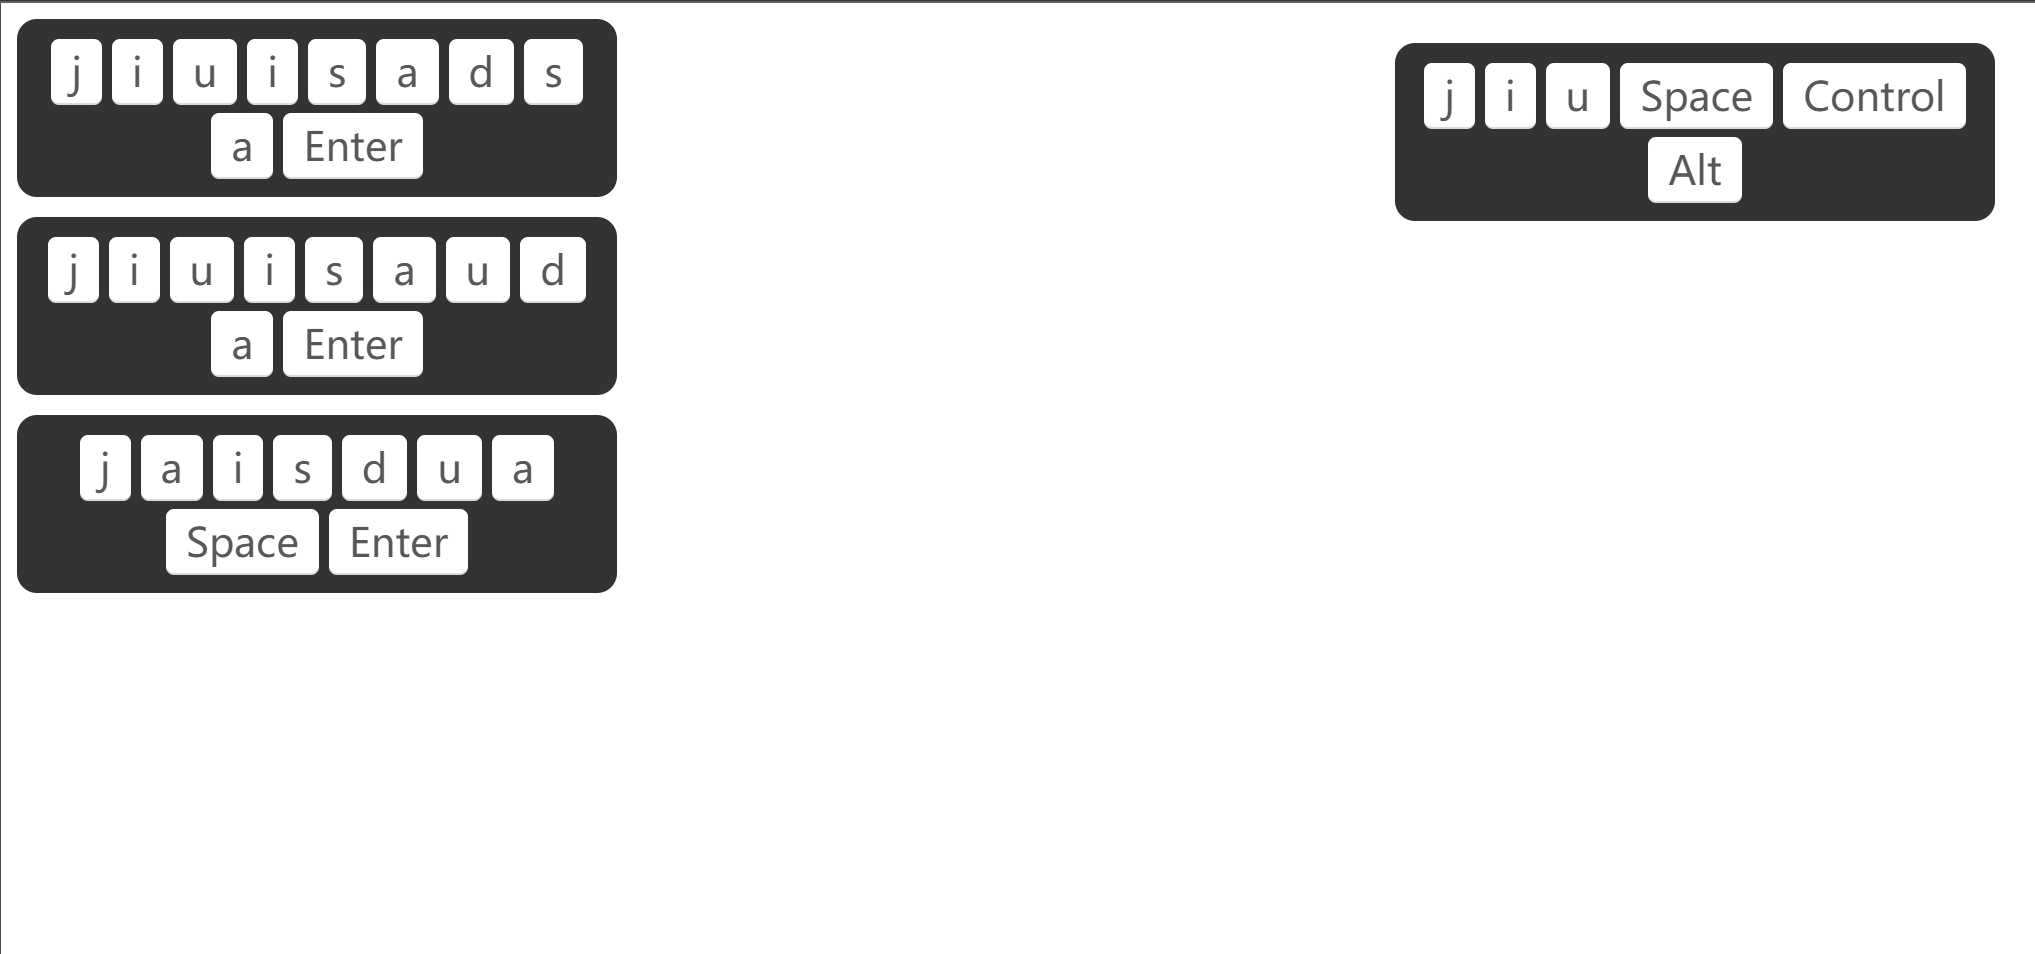 j i u i s a d s
a Enter
j i u i s a u d
a Enter
j a i s d u a
Space Enter
j i u Space Control
Alt